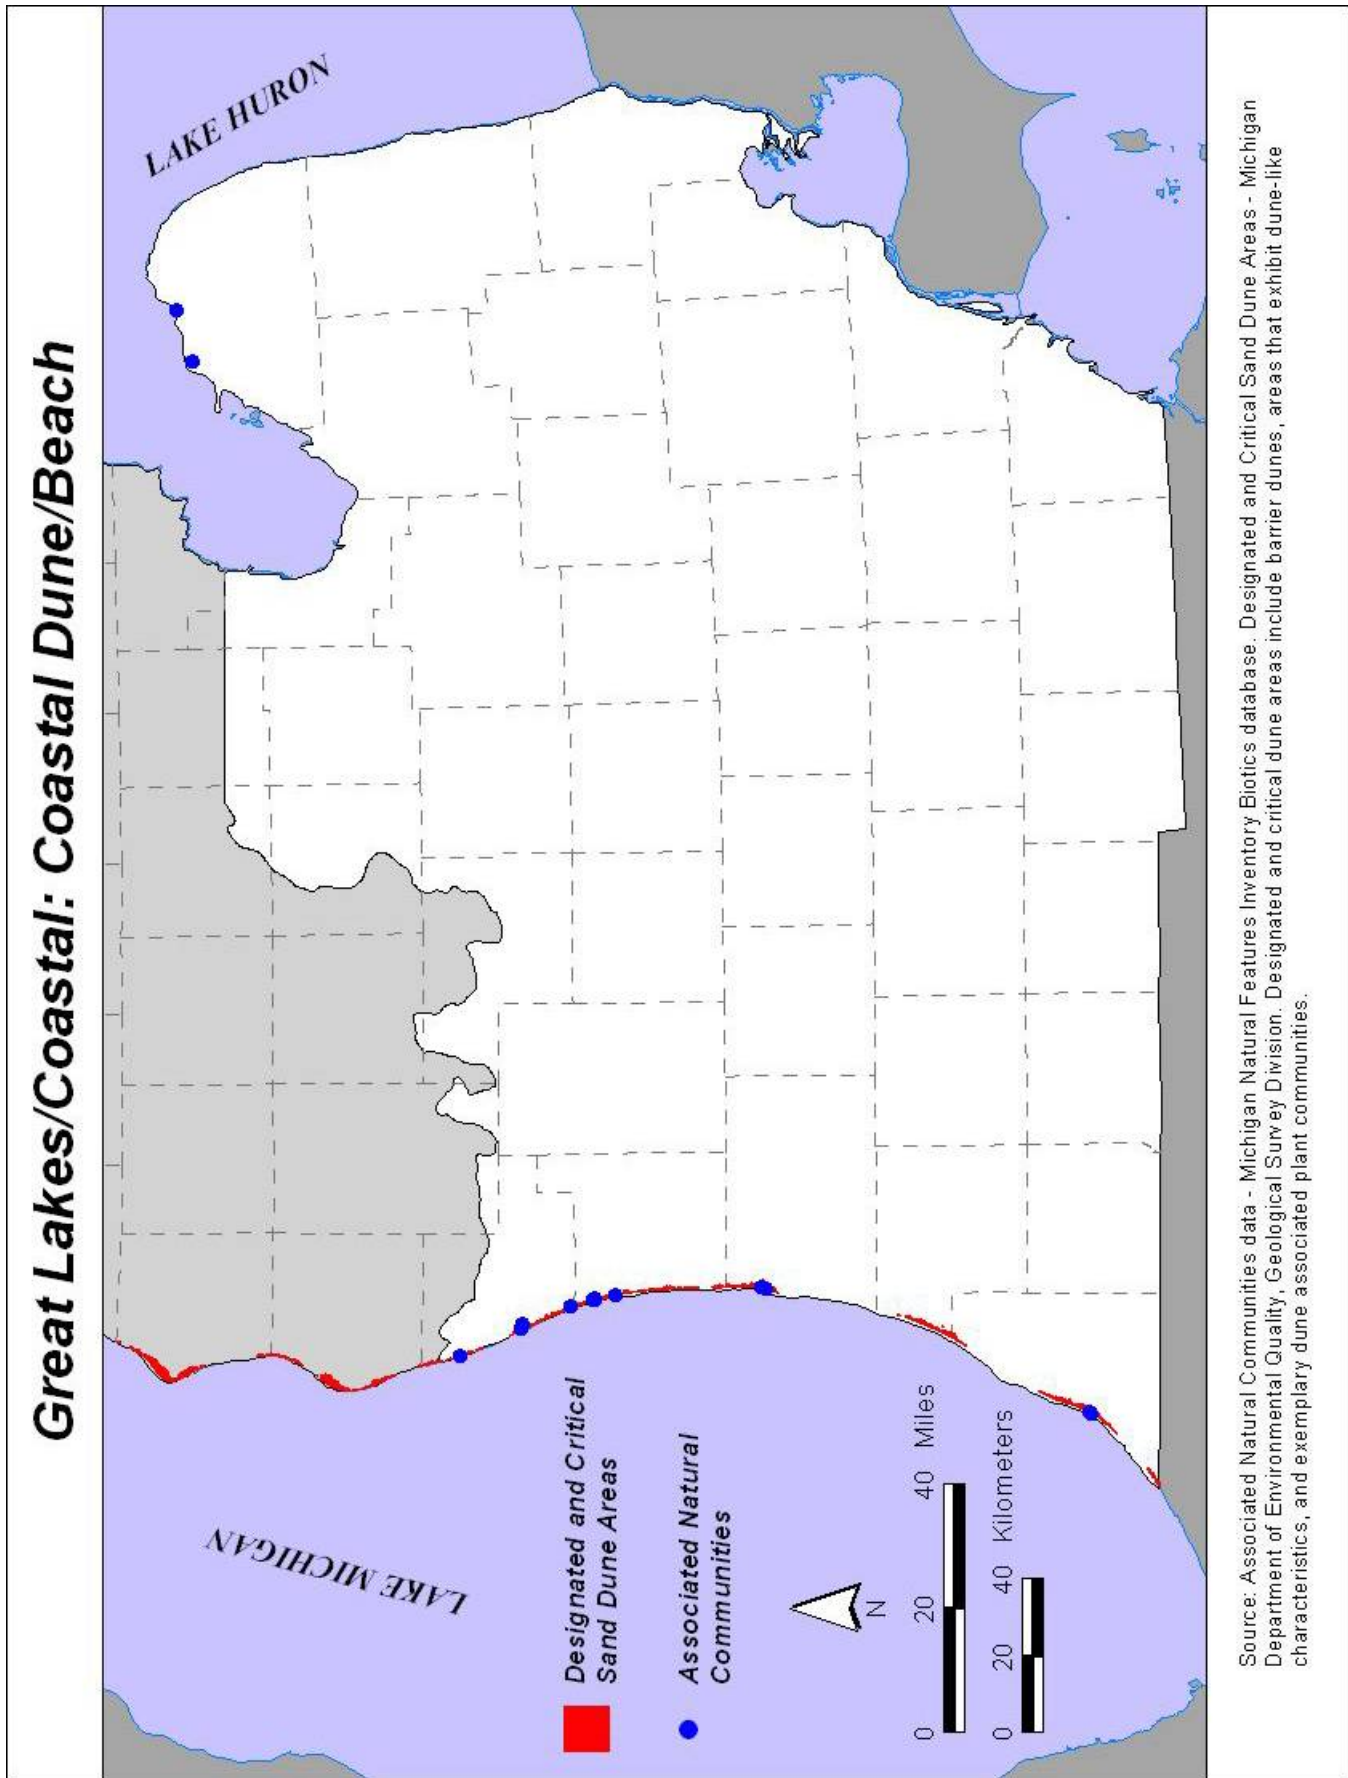 Great Lakes/Coastal: Coastal Dune/Beach
LAKE HURON
LAKE MICHIGAN
Designated and Critical
Sand Dune Areas
Associated Natural
Communities
N
0 20 40 Miles
0 20 40 Kilometers
Source: Associated Natural Communities data - Michigan Natural Features Inventory Biotics database. Designated and Critical Sand Dune Areas - Michigan
Department of Environmental Quality, Geological Survey Division. Designated and critical dune areas include barrier dunes, areas that exhibit dune-like
characteristics, and exemplary dune associated plant communities.